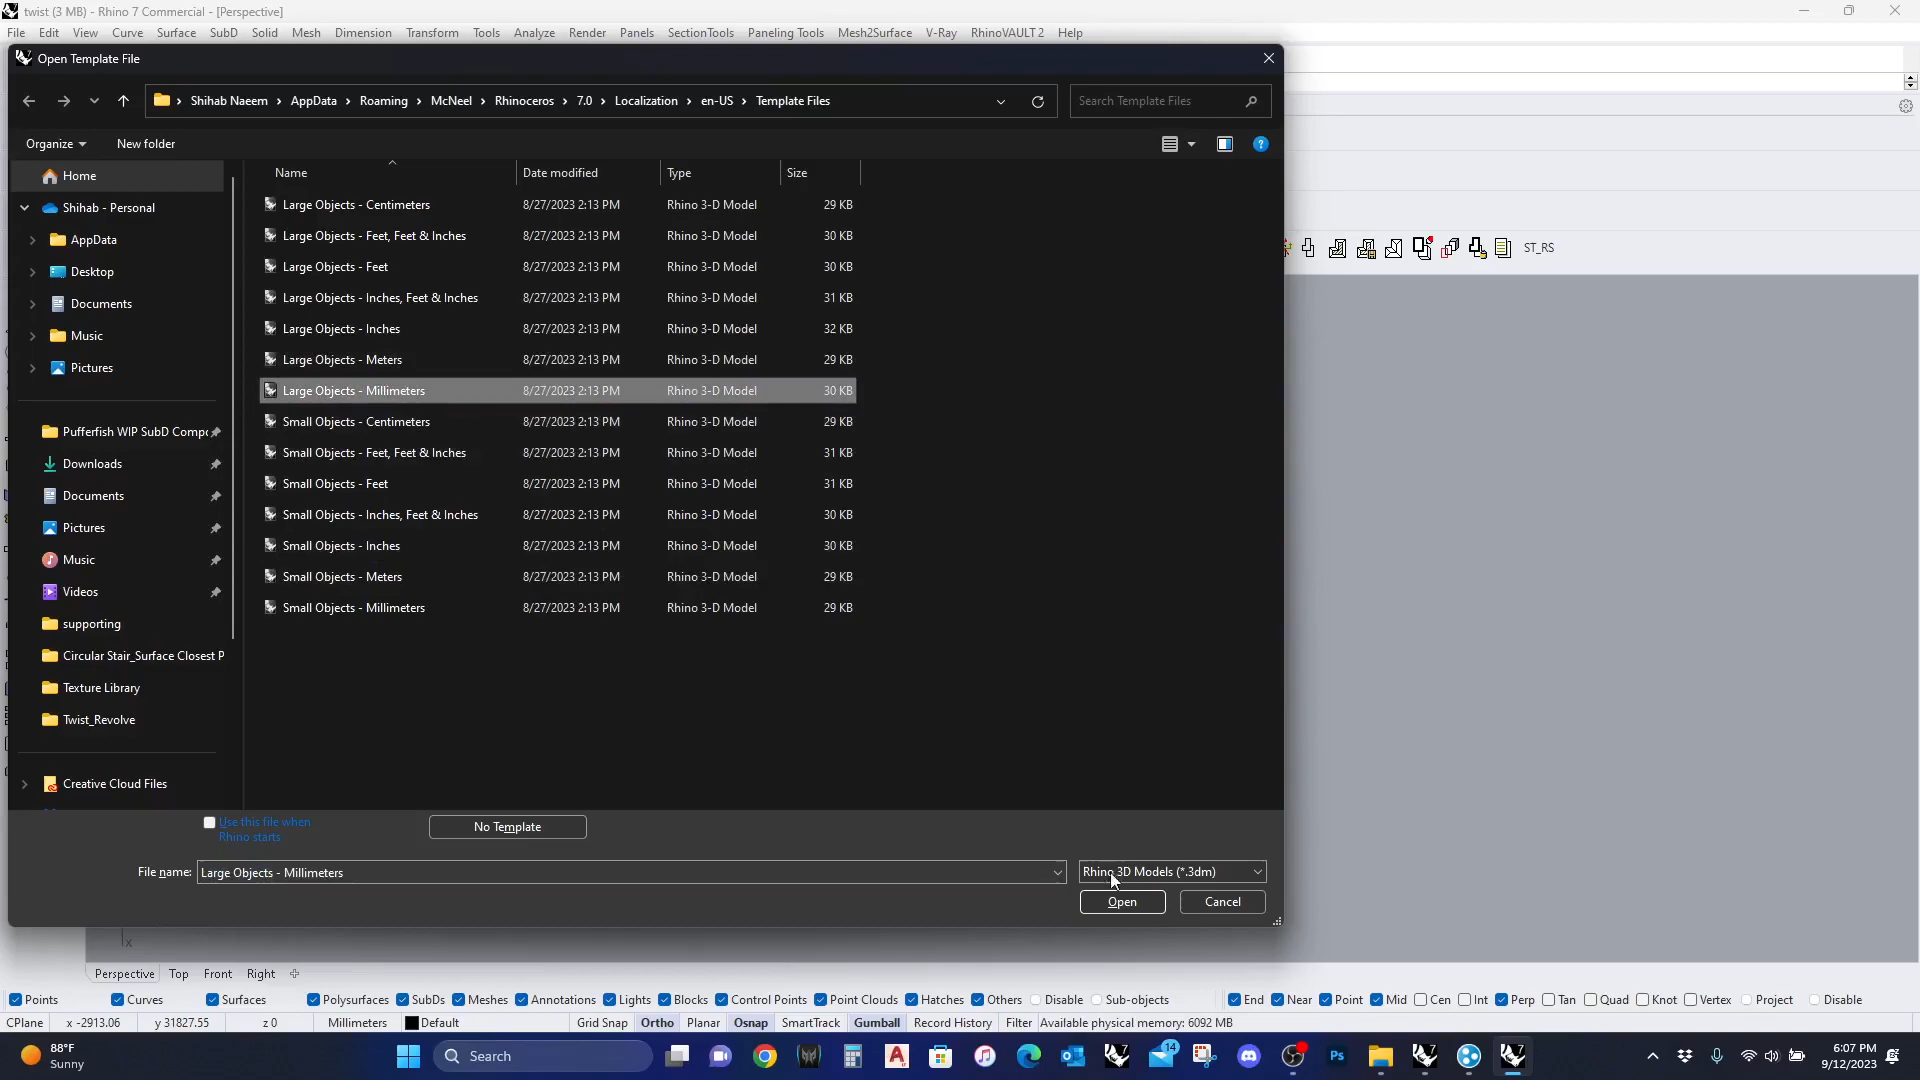 twist (3 MB) - Rhino 7 Commercial - [Perspective]
File Edit View Curve Surface SubD Solid Mesh Dimension Transform Tools Analyze Render Panels SectionTools Paneling Tools Mesh2Surface V-Ray RhinoVAULT 2 Help
Open Template File
Shihab Naeem > AppData > Roaming > McNeel > Rhinoceros > 7.0 > Localization > en-US > Template Files
Search Template Files
Organize New folder
Home
Shihab - Personal
AppData
Desktop
Documents
Music
Pictures
Pufferfish WIP SubD Compc
Downloads
Documents
Pictures
Music
Videos
supporting
Circular Stair_Surface Closest P
Texture Library
Twist_Revolve
Creative Cloud Files
Name Date modified Type Size
Large Objects - Centimeters 8/27/2023 2:13 PM Rhino 3-D Model 29 KB
Large Objects - Feet, Feet & Inches 8/27/2023 2:13 PM Rhino 3-D Model 30 KB
Large Objects - Feet 8/27/2023 2:13 PM Rhino 3-D Model 30 KB
Large Objects - Inches, Feet & Inches 8/27/2023 2:13 PM Rhino 3-D Model 31 KB
Large Objects - Inches 8/27/2023 2:13 PM Rhino 3-D Model 32 KB
Large Objects - Meters 8/27/2023 2:13 PM Rhino 3-D Model 29 KB
Large Objects - Millimeters 8/27/2023 2:13 PM Rhino 3-D Model 30 KB
Small Objects - Centimeters 8/27/2023 2:13 PM Rhino 3-D Model 29 KB
Small Objects - Feet, Feet & Inches 8/27/2023 2:13 PM Rhino 3-D Model 31 KB
Small Objects - Feet 8/27/2023 2:13 PM Rhino 3-D Model 31 KB
Small Objects - Inches, Feet & Inches 8/27/2023 2:13 PM Rhino 3-D Model 30 KB
Small Objects - Inches 8/27/2023 2:13 PM Rhino 3-D Model 30 KB
Small Objects - Meters 8/27/2023 2:13 PM Rhino 3-D Model 29 KB
Small Objects - Millimeters 8/27/2023 2:13 PM Rhino 3-D Model 29 KB
ST_RS
Use this file when
Rhino starts
No Template
File name: Large Objects - Millimeters Rhino 3D Models (*.3dm)
Open Cancel
x
Perspective Top Front Right
Points Curves Surfaces Polysurfaces SubDs Meshes Annotations Lights Blocks Control Points Point Clouds Hatches Others Disable Sub-objects End Near Point Mid Cen Int Perp Tan Quad Knot Vertex Project Disable
CPlane x -2913.06 y 31827.55 z 0 Millimeters Default Grid Snap Ortho Planar Osnap SmartTrack Gumball Record History Filter Available physical memory: 6092 MB
88°F
Sunny
Search
14
Ps
6:07 PM
9/12/2023